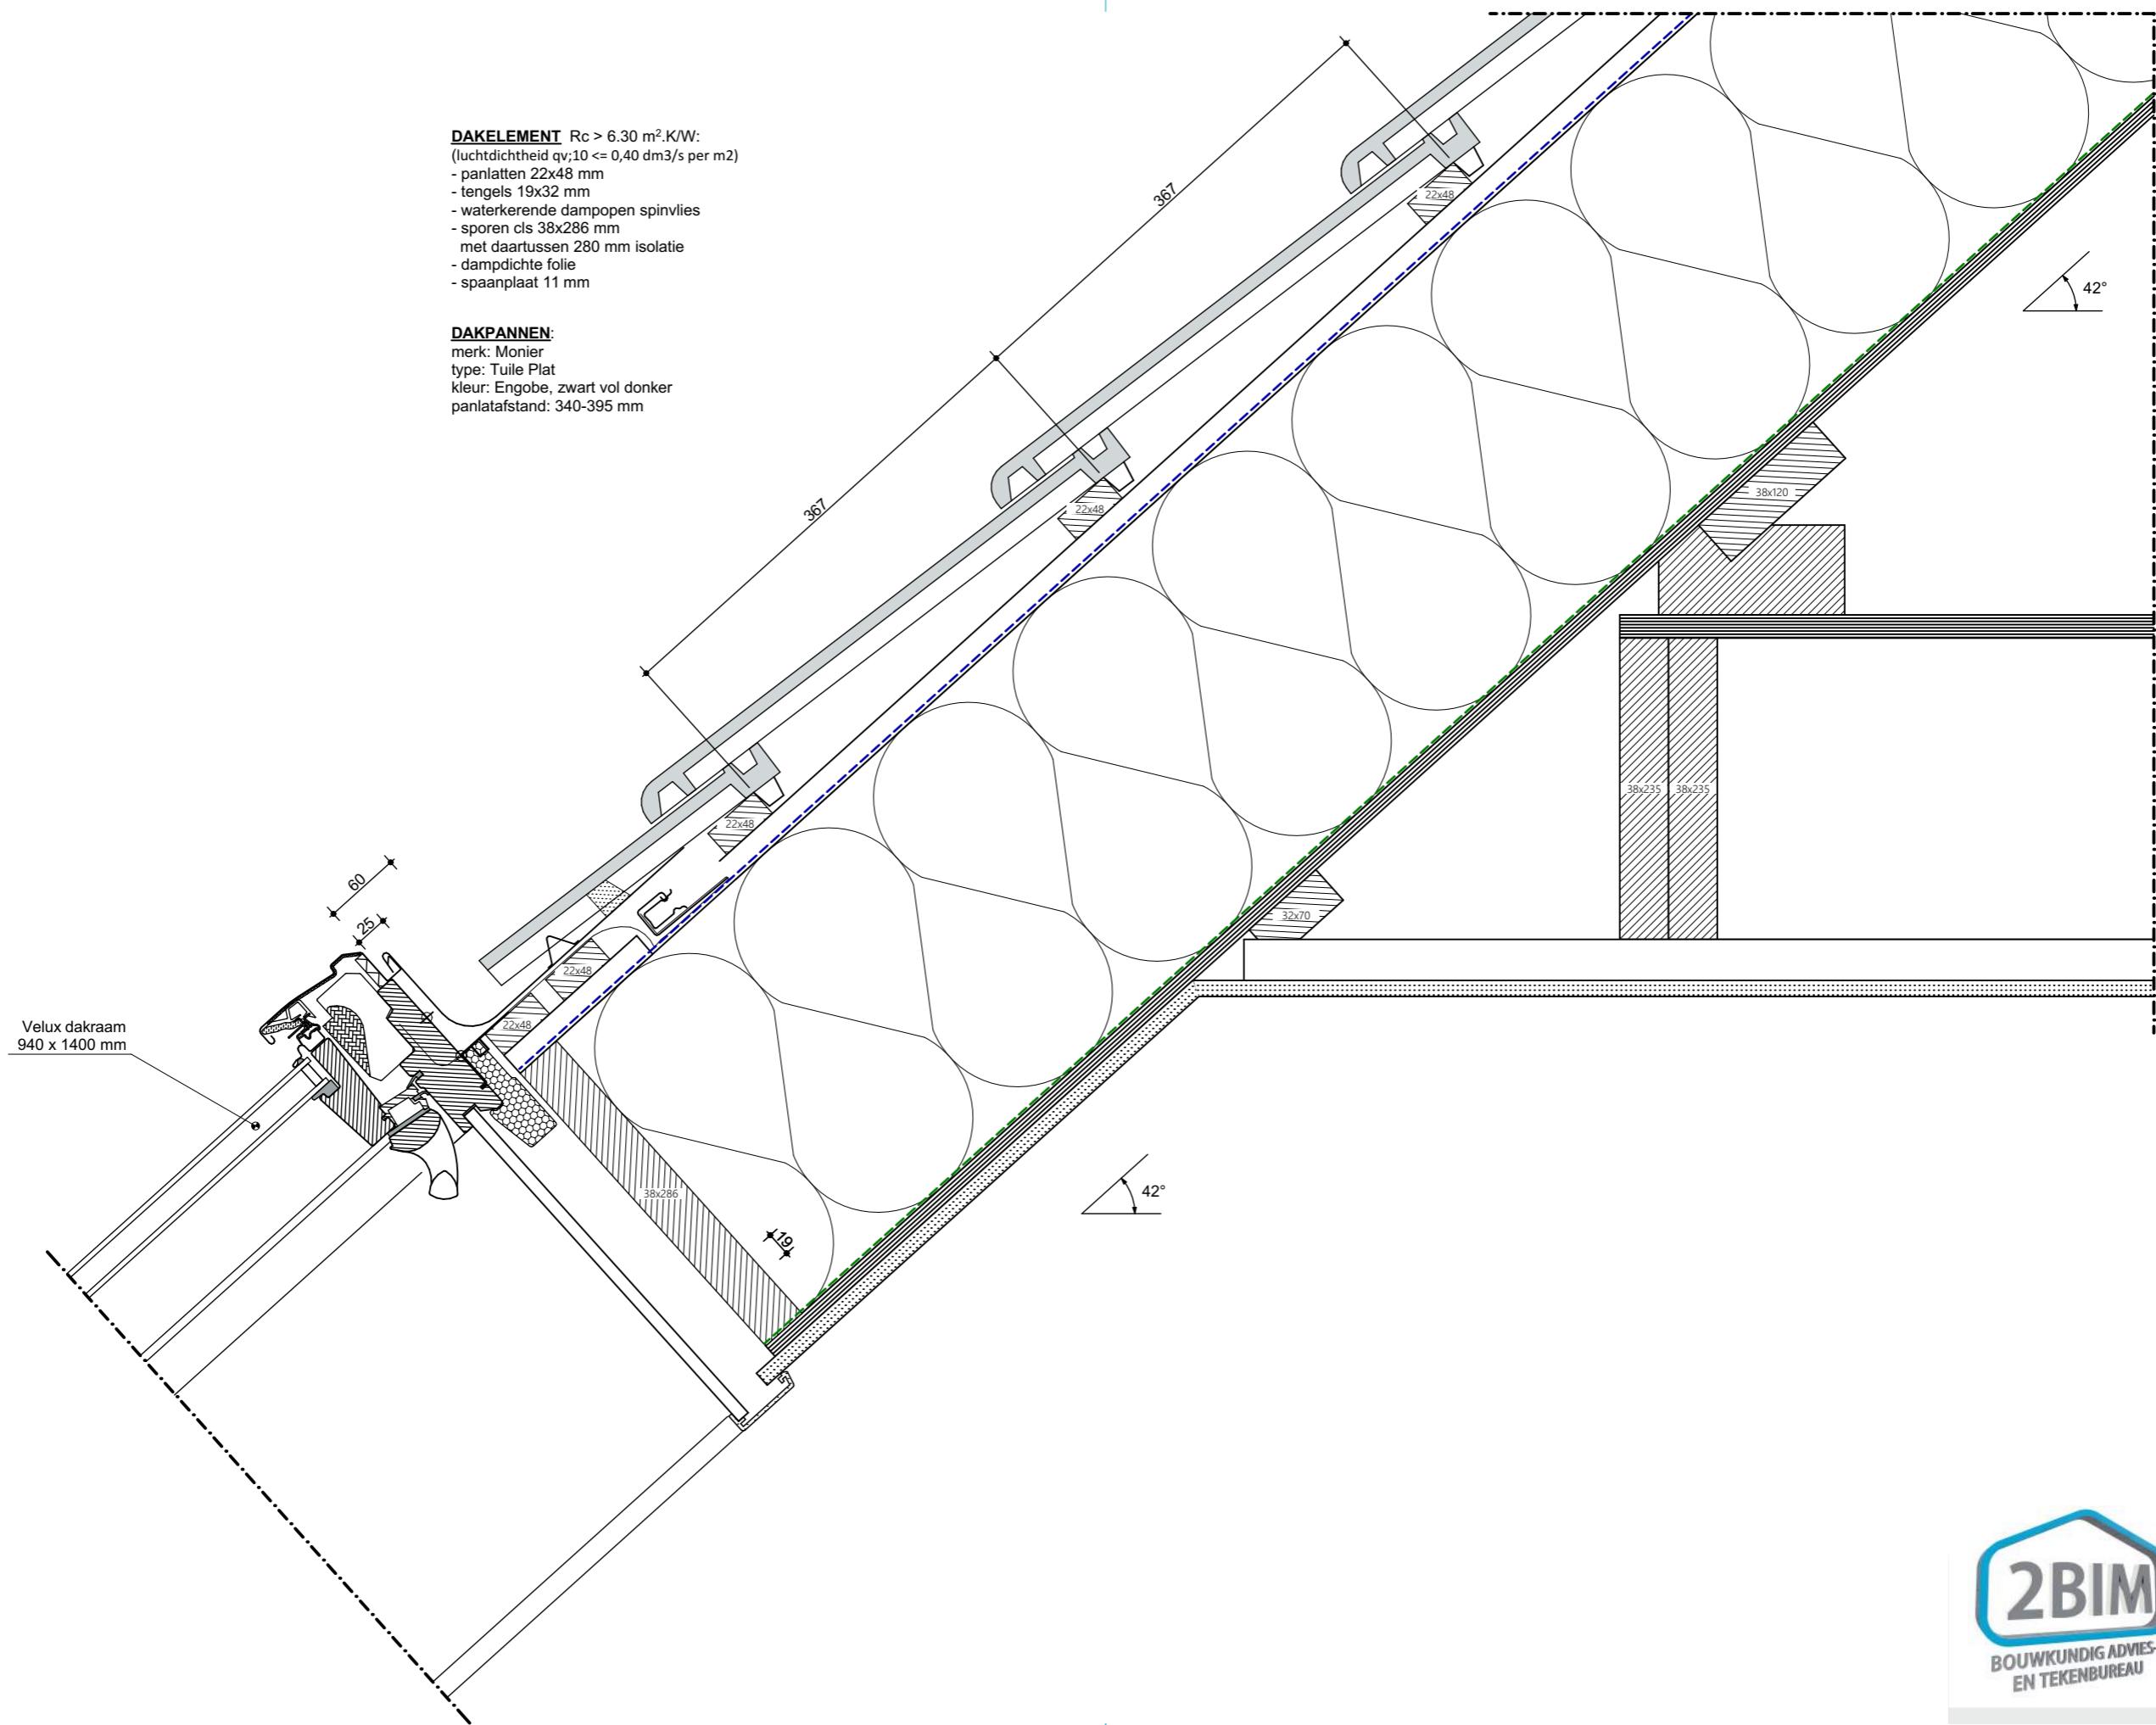 DAKELEMENT Rc > 6.30 m².K/W:
(luchtdichtheid qv;10 <= 0,40 dm3/s per m2)
- panlatten 22x48 mm
- tengels 19x32 mm
- waterkerende dampopen spinvlies
- sporen cls 38x286 mm
met daartussen 280 mm isolatie
- dampdichte folie
- spaanplaat 11 mm
DAKPANNEN:
merk: Monier
type: Tuile Plat
kleur: Engobe, zwart vol donker
panlatafstand: 340-395 mm
367
22x48
42°
367
22x48
38x120
22x48
38x235
38x235
60
25
32x70
22x48
22x48
Velux dakraam
940 x 1400 mm
38x286
42°
19
2BIM
BOUWKUNDIG ADVIES-
EN TEKENBUREAU